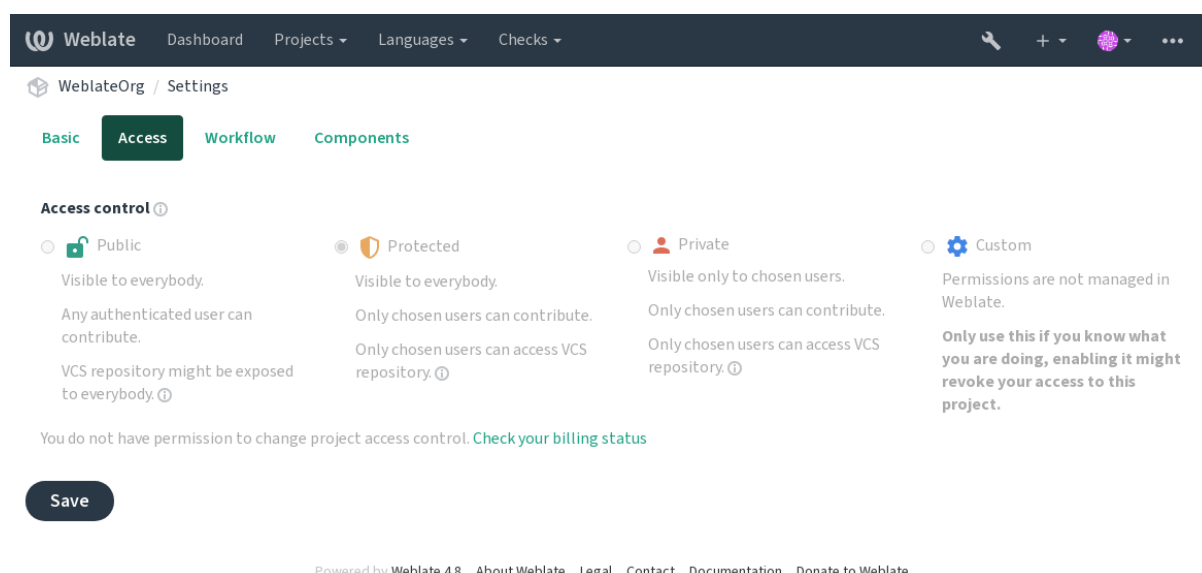 Weblate Dashboard Projects Languages Checks
WeblateOrg / Settings
Basic Access Workflow Components
Access control
Public
Visible to everybody.
Any authenticated user can
contribute.
VCS repository might be exposed
to everybody.
Protected
Visible to everybody.
Only chosen users can contribute.
Only chosen users can access VCS
repository.
Private
Visible only to chosen users.
Only chosen users can contribute.
Only chosen users can access VCS
repository.
Custom
Permissions are not managed in
Weblate.
Only use this if you know what
you are doing, enabling it might
revoke your access to this
project.
You do not have permission to change project access control. Check your billing status
Save
Powered by Weblate 4.8 About Weblate Legal Contact Documentation Donate to Weblate